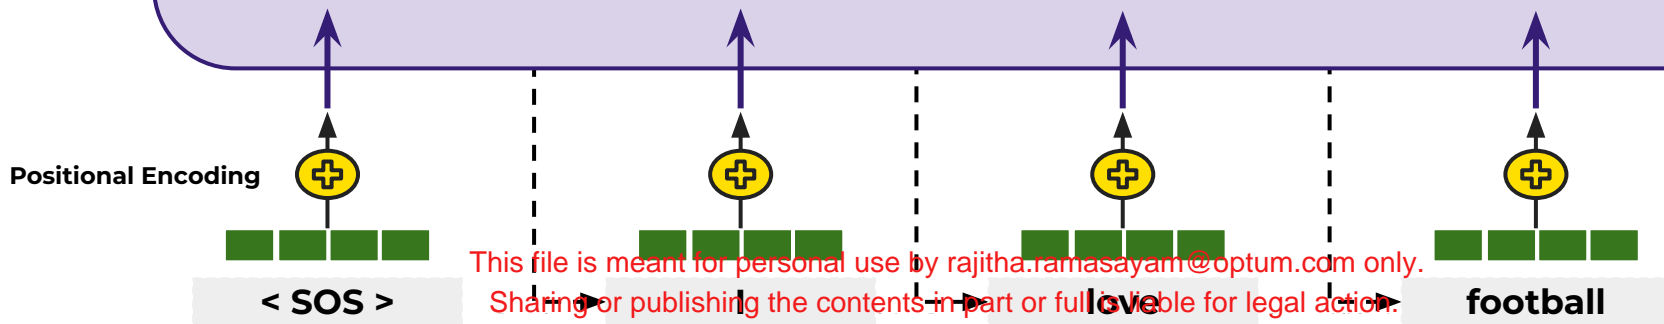 Positional Encoding
This file is meant for personal use by rajitha.ramasayam@optum.com only.
< SOS >
I
love
football
Sharing or publishing the contents in part or full is liable for legal action.